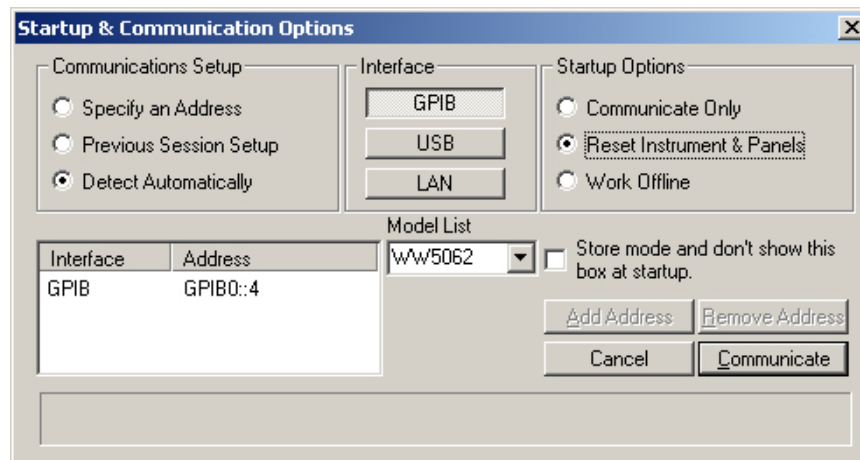 Startup & Communication Options
Communications Setup
Specify an Address
Previous Session Setup
Detect Automatically
Interface
GPIB
USB
LAN
Startup Options
Communicate Only
Reset Instrument & Panels
Work Offline
Interface Address
GPIB GPIB0::4
Model List
WW5062
Store mode and don't show this
box at startup.
Add Address Remove Address
Cancel Communicate